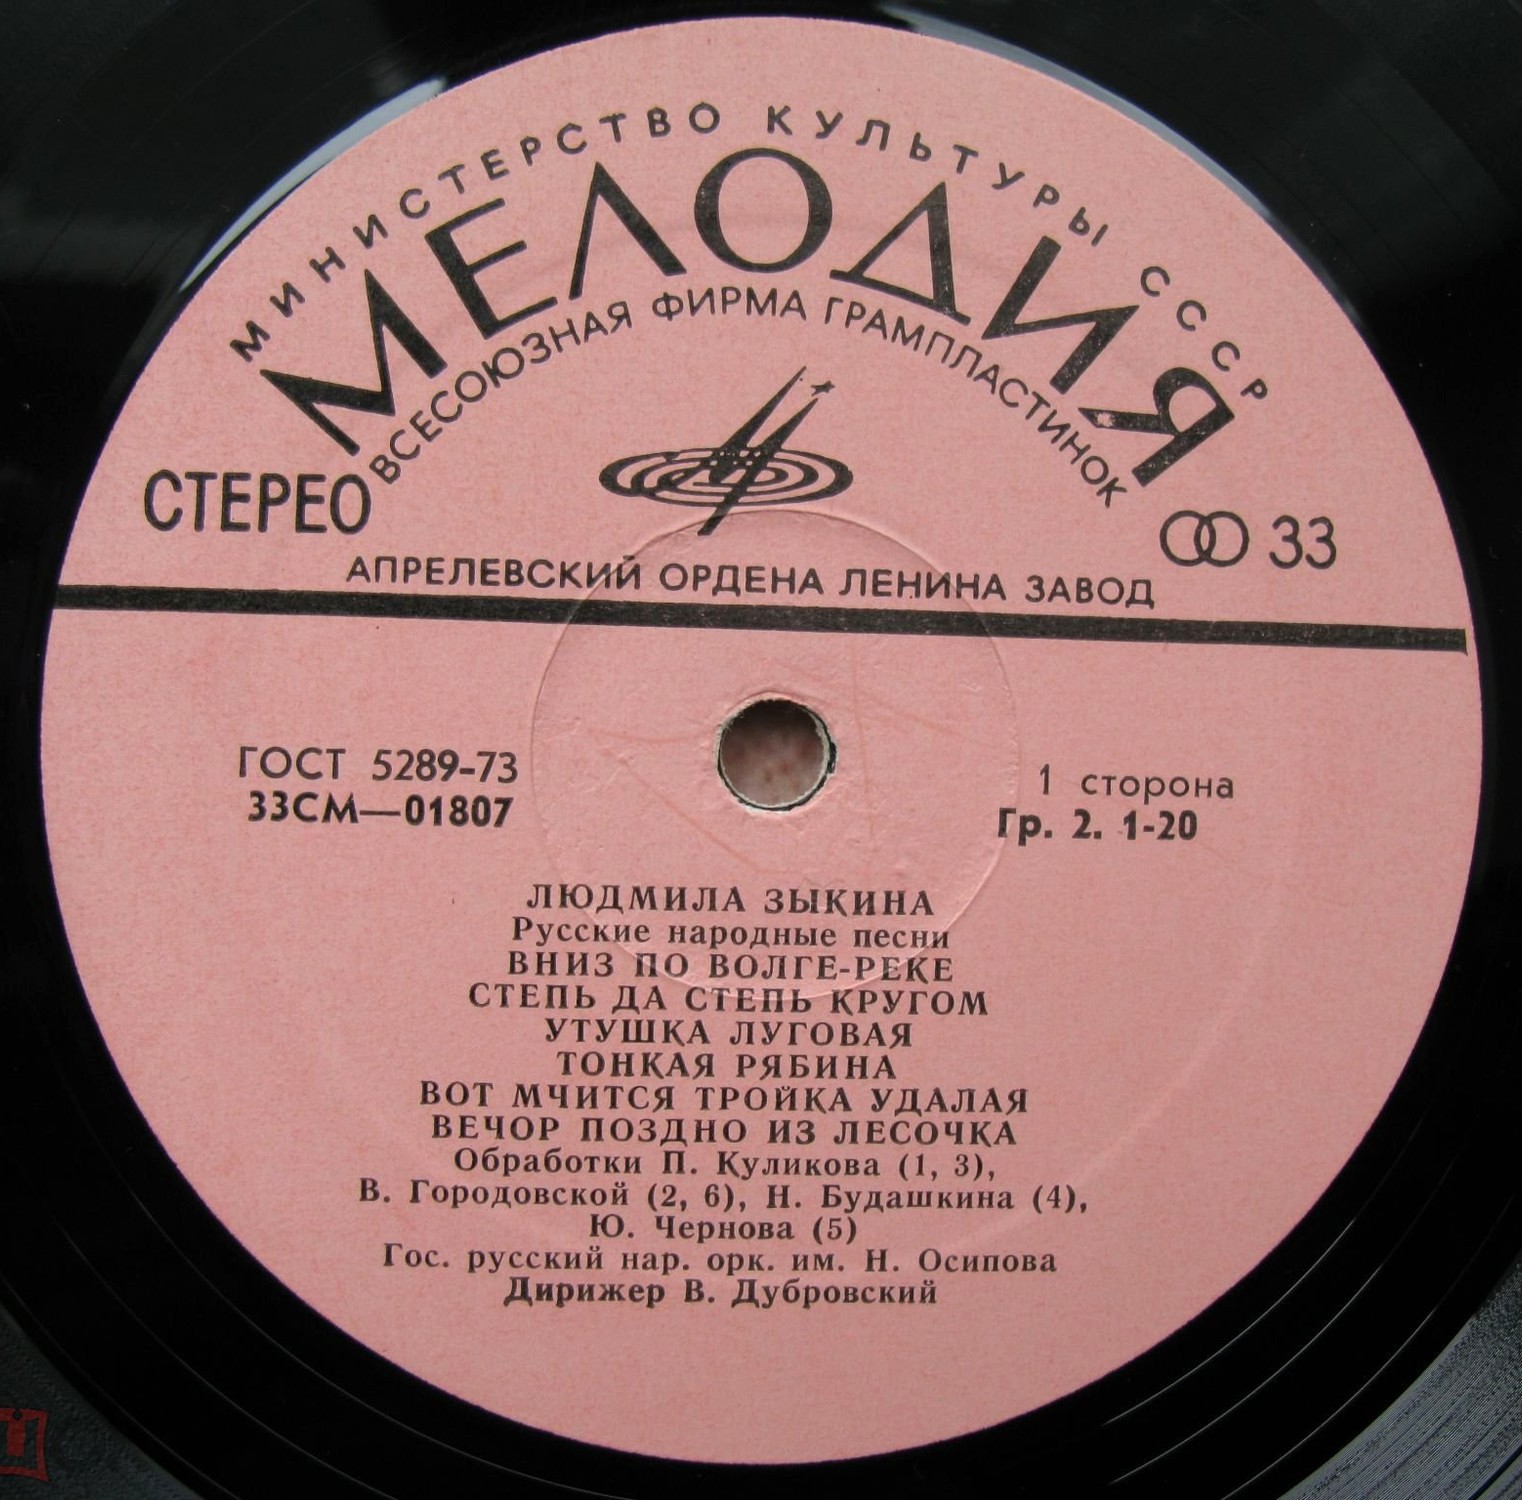 МИНИСТЕРСТВО КУЛЬТУРЫ СССР
МЕЛОДИЯ
ВСЕСОЮЗНАЯ ФИРМА ГРАМПЛАСТИНОК
СТЕРЕО
33
АПРЕЛЕВСКИЙ ОРДЕНА ЛЕНИНА ЗАВОД
ГОСТ 5289-73
33СМ—01807
1 сторона
Гр. 2. 1-20
ЛЮДМИЛА ЗЫКИНА
Русские народные песни
ВНИЗ ПО ВОЛГЕ-РЕКЕ
СТЕПЬ ДА СТЕПЬ КРУГОМ
УТУШКА ЛУГОВАЯ
ТОНКАЯ РЯБИНА
ВОТ МЧИТСЯ ТРОЙКА УДАЛАЯ
ВЕЧОР ПОЗДНО ИЗ ЛЕСОЧКА
Обработки П. Куликова (1, 3),
В. Городовской (2, 6), Н. Будашкина (4),
Ю. Чернова (5)
Гос. русский нар. орк. им. Н. Осипова
Дирижер В. Дубровский